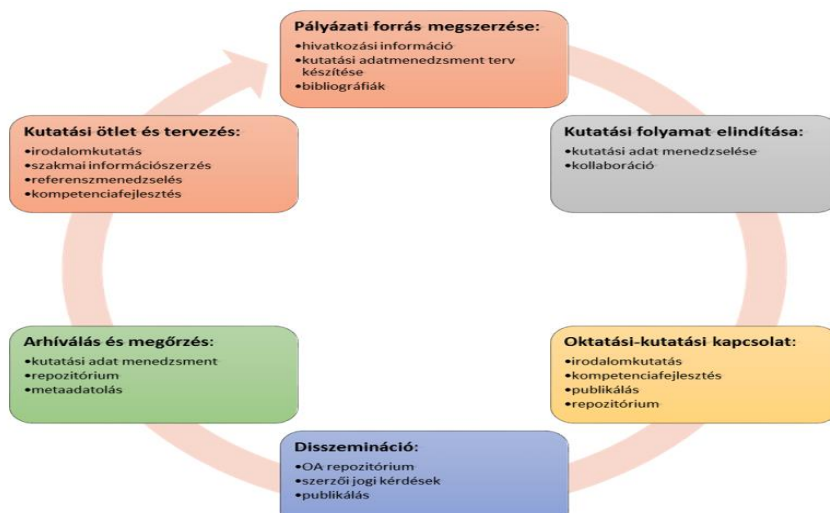 Pályázati forrás megszerzése:
•hivatkozási információ
•kutatási adatmenedzsment terv
készítése
•bibliográfiák
Kutatási folyamat elindítása:
•kutatási adat menedzselése
•kollaboráció
Oktatási-kutatási kapcsolat:
•irodalomkutatás
•kompetenciafejlesztés
•publikálás
•repozitórium
Disszemináció:
•OA repozitórium
•szerzői jogi kérdések
•publikálás
Arhíválás és megőrzés:
•kutatási adat menedzsment
•repozitórium
•metaadatolás
Kutatási ötlet és tervezés:
•irodalomkutatás
•szakmai információszerzés
•referenszmenedzselés
•kompetenciafejlesztés